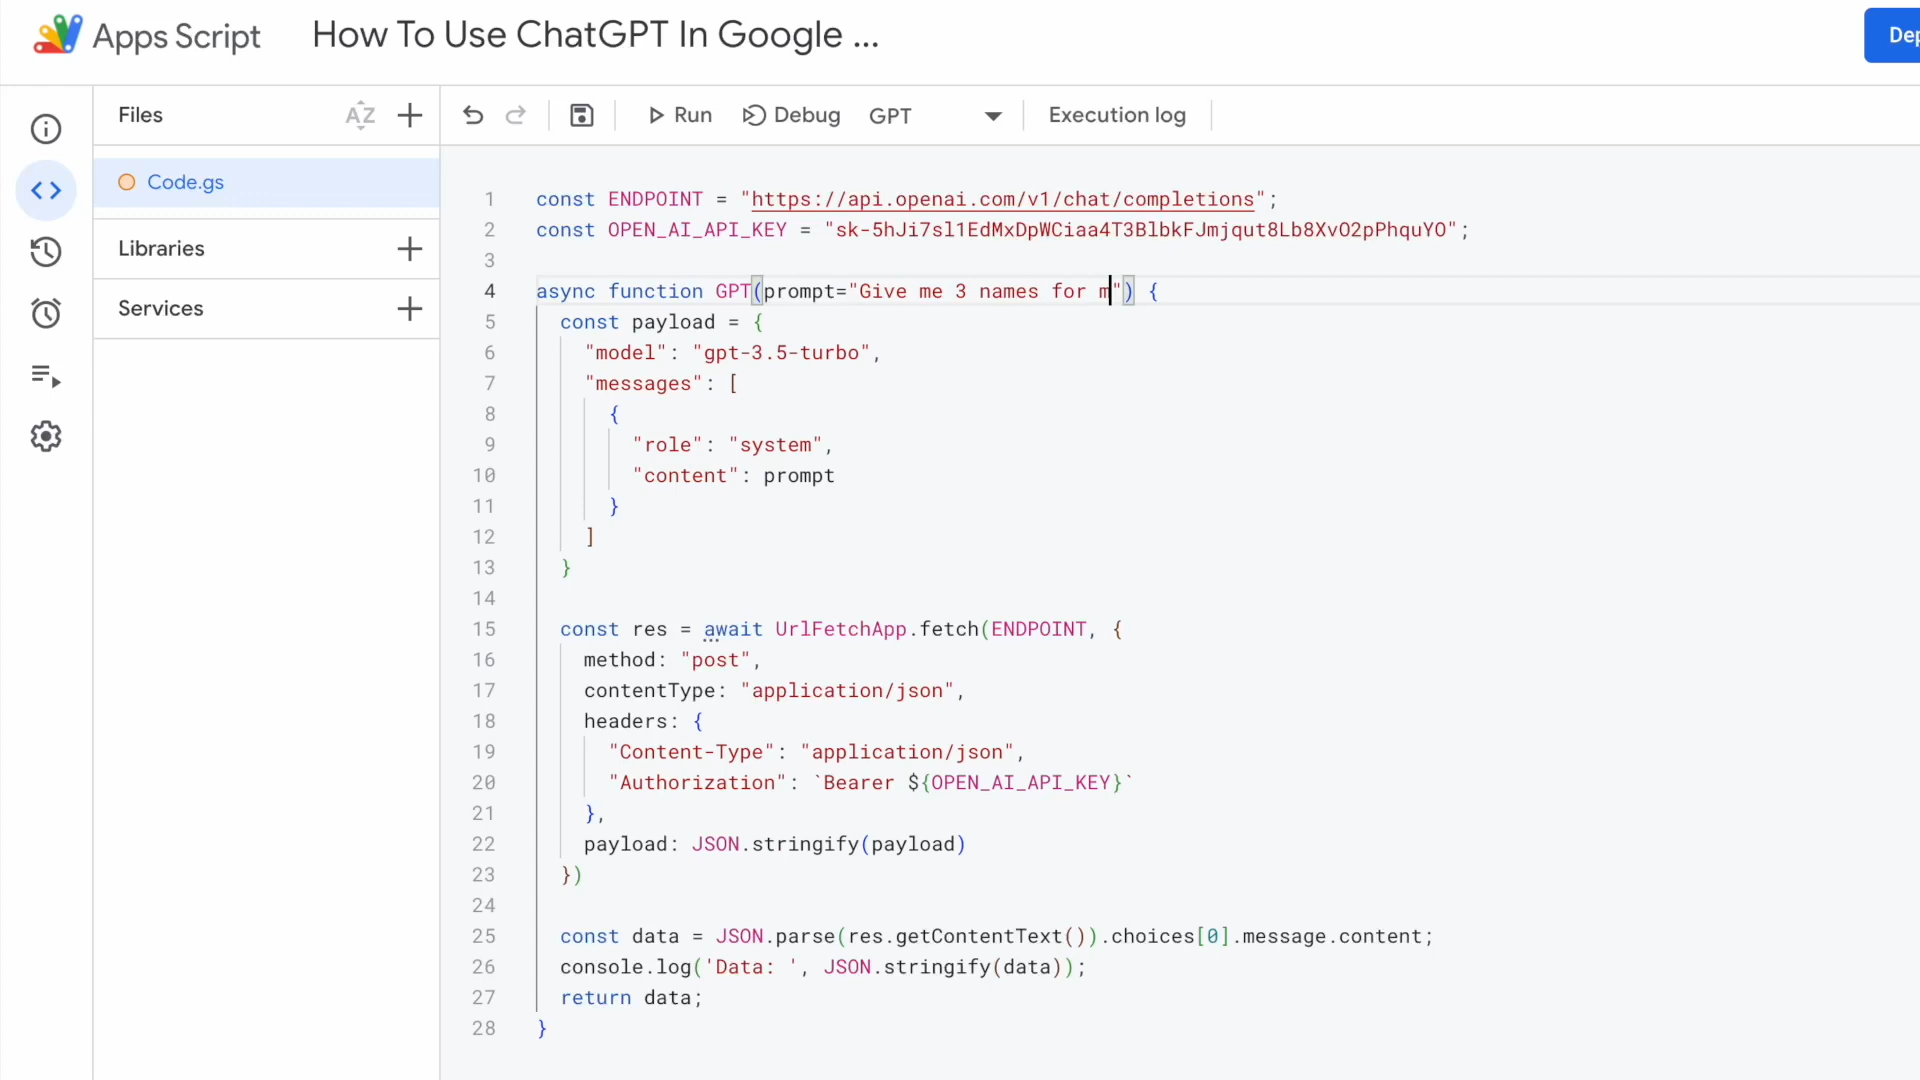 Apps Script
How To Use ChatGPT In Google ...
Dep
Files
AZ
Run
Debug
GPT
Execution log
Code.gs
Libraries
Services
1 const ENDPOINT = "https://api.openai.com/v1/chat/completions";
2 const OPEN_AI_API_KEY = "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";
3
4 async function GPT(prompt="Give me 3 names for m") {
5 const payload = {
6 "model": "gpt-3.5-turbo",
7 "messages": [
8 {
9 "role": "system",
10 "content": prompt
11 }
12 ]
13 }
14
15 const res = await UrlFetchApp.fetch(ENDPOINT, {
16 method: "post",
17 contentType: "application/json",
18 headers: {
19 "Content-Type": "application/json",
20 "Authorization": `Bearer ${OPEN_AI_API_KEY}`
21 },
22 payload: JSON.stringify(payload)
23 })
24
25 const data = JSON.parse(res.getContentText()).choices[0].message.content;
26 console.log('Data: ', JSON.stringify(data));
27 return data;
28 }